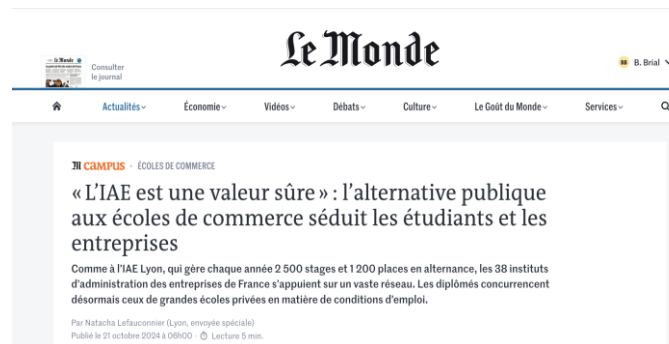 Le Monde
Consulter
le journal
B. Brial
Actualités
Économie
Vidéos
Débats
Culture
Le Goût du Monde
Services
M CAMPUS · ÉCOLES DE COMMERCE
« L’IAE est une valeur sûre » : l’alternative publique
aux écoles de commerce séduit les étudiants et les
entreprises
Comme à l’IAE Lyon, qui gère chaque année 2 500 stages et 1 200 places en alternance, les 38 instituts
d’administration des entreprises de France s’appuient sur un vaste réseau. Les diplômés concurrencent
désormais ceux de grandes écoles privées en matière de conditions d’emploi.
Par Natacha Lefauconnier (Lyon, envoyée spéciale)
Publié le 21 octobre 2024 à 06h00 · Lecture 5 min.